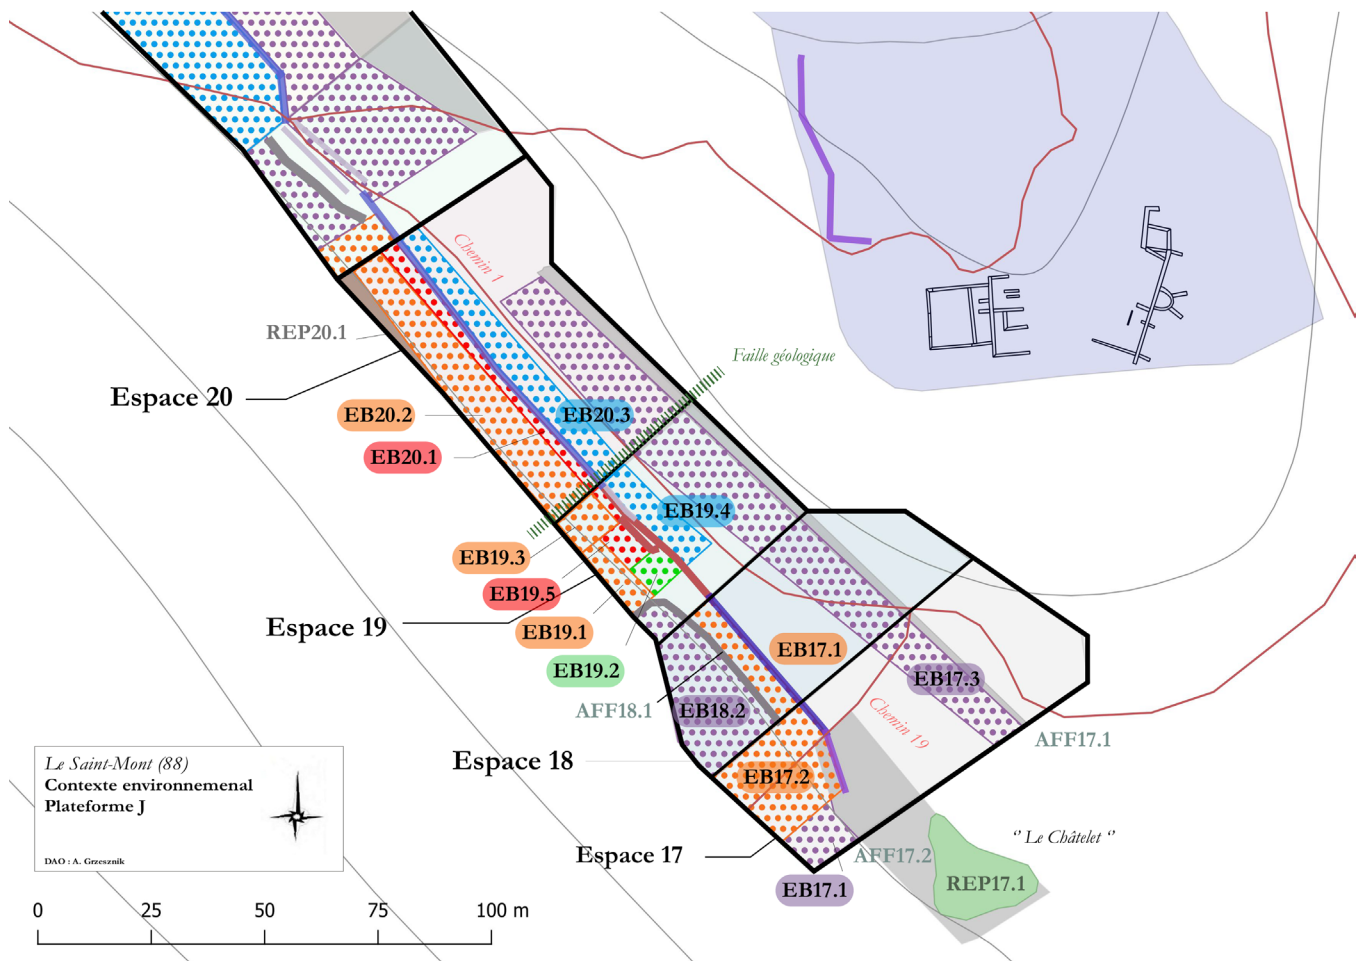 Chemin 1
REP20.1
Faille géologique
Espace 20
EB20.2
EB20.3
EB20.1
EB19.4
EB19.3
EB19.5
Espace 19
EB19.1
EB17.1
EB19.2
EB17.3
AFF18.1
EB18.2
Chemin 19
AFF17.1
Espace 18
EB17.2
Le Saint-Mont (88)
Contexte environnemenal
Plateforme J
DAO : A. Grzesznik
" Le Châtelet "
Espace 17
AFF17.2
EB17.1
REP17.1
0 25 50 75 100 m